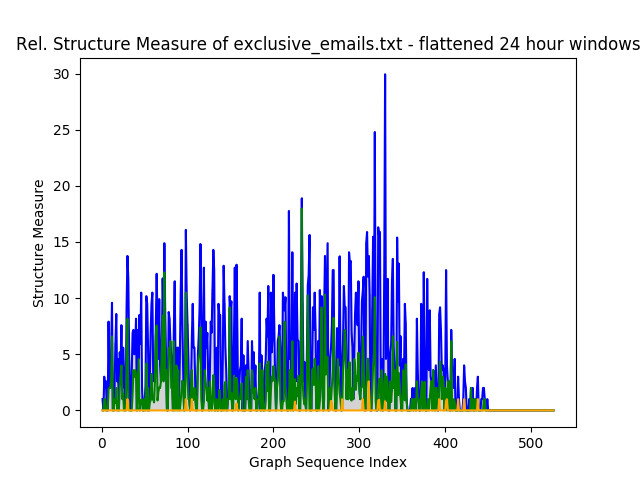 Rel. Structure Measure of exclusive_emails.txt - flattened 24 hour windows
30
25
20
15
10
5
0
Structure Measure
0 100 200 300 400 500
Graph Sequence Index